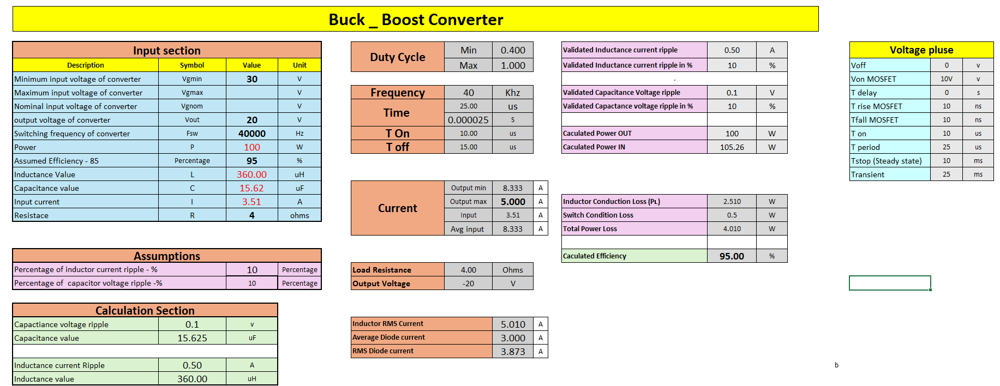 Buck _ Boost Converter
Input section
Description Symbol Value Unit
Minimum input voltage of converter Vgmin 30 V
Maximum input voltage of converter Vgmax V
Nominal input voltage of converter Vgnom V
output voltage of converter Vout 20 V
Switching frequency of converter Fsw 40000 Hz
Power P 100 W
Assumed Efficiency - 85 Percentage 95 %
Inductance Value L 360.00 uH
Capacitance value C 15.62 uF
Input current I 3.51 A
Resistace R 4 ohms
Assumptions
Percentage of inductor current ripple - % 10 Percentage
Percentage of capacitor voltage ripple -% 10 Percentage
Calculation Section
Capactiance voltage ripple 0.1 v
Capacitance value 15.625 uF
Inductance current Ripple 0.50 A
Inductance value 360.00 uH
Duty Cycle
Min 0.400
Max 1.000
Frequency 40 Khz
Time
25.00 us
0.000025 S
T On 10.00 us
T off 15.00 us
Current
Output min 8.333 A
Output max 5.000 A
Input 3.51 A
Avg input 8.333 A
Load Resistance 4.00 Ohms
Output Voltage -20 V
Inductor RMS Current 5.010 A
Average Diode current 3.000 A
RMS Diode current 3.873 A
Validated Inductance current ripple 0.50 A
Validated Inductance current ripple in % 10 %
.
Validated Capacitance Voltage ripple 0.1 V
Validated Capactance voltage ripple in % 10 %
Caculated Power OUT 100 W
Caculated Power IN 105.26 W
Inductor Conduction Loss (PL) 2.510 W
Switch Condition Loss 0.5 W
Total Power Loss 4.010 W
Caculated Efficiency 95.00 %
Voltage pluse
Voff 0 v
Von MOSFET 10V v
T delay 0 s
T rise MOSFET 10 ns
Tfall MOSFET 10 ns
T on 10 us
T period 25 us
Tstop (Steady state) 10 ms
Transient 25 ms
b